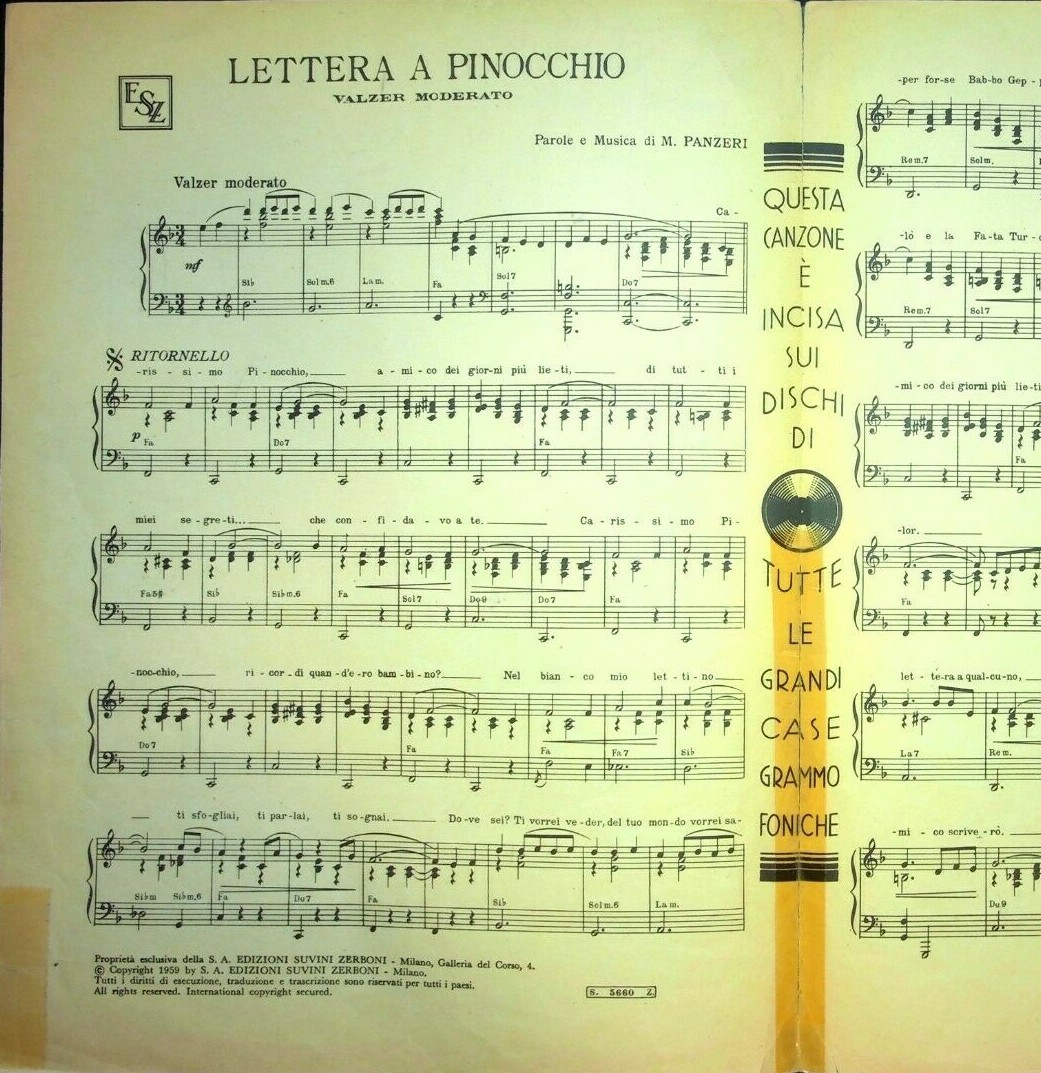 LETTERA A PINOCCHIO
VALZER MODERATO
ESZ
Parole e Musica di M. PANZERI
Valzer moderato
Ca -
mf
Sib Solm.6 Lam. Fa Sol7 Do7
RITORNELLO
-ris - si - mo Pi - nocchio, a - mi - co dei gior-ni più lie - ti, di tut - ti i
p
Fa Do7 Fa
miei se - gre - ti... che con - fi - da - vo a te. Ca - ris - si - mo Pi -
Fa5# Sib Sibm.6 Fa Sol7 Do9 Do7 Fa
-noc-chio, ri - cor - di quan - d'e - ro bam - bi - no? Nel bian - co mio let - ti - no
Do7 Fa Fa Fa7 Sib
ti sfo - gliai, ti par - lai, ti so - gnai. Do - ve sei? Ti vorrei ve - der, del tuo mon - do vorrei sa-
Sibm Sibm.6 Fa Do7 Fa Sib Solm.6 Lam.
Proprietà esclusiva della S. A. EDIZIONI SUVINI ZERBONI - Milano, Galleria del Corso, 4.
© Copyright 1959 by S. A. EDIZIONI SUVINI ZERBONI - Milano.
Tutti i diritti di esecuzione, traduzione e trascrizione sono riservati per tutti i paesi.
All rights reserved. International copyright secured.
S. 5660 Z.
QUESTA
CANZONE
È
INCISA
SUI
DISCHI
DI
TUTTE
LE
GRANDI
CASE
GRAMMO
FONICHE
-per for-se Bab-bo Gep -
Rem.7 Solm.
-lò e la Fa-ta Tur -
Rem.7 Sol7
-mi - co dei giorni più lie-ti
Fa
-lor.
Fa
let - te-ra a qual-cu-no,
La7 Rem.
-mi - co scrive - rò.
Do9